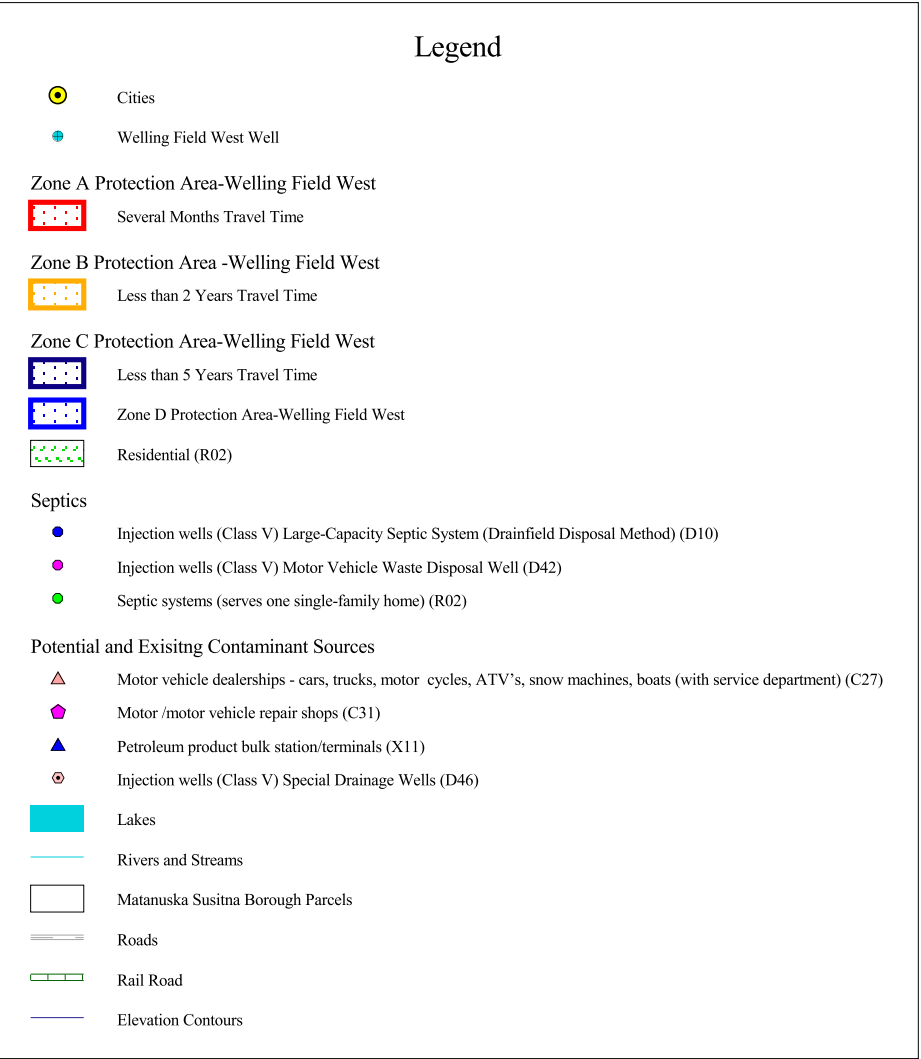 Legend
Cities
Welling Field West Well
Zone A Protection Area-Welling Field West
Several Months Travel Time
Zone B Protection Area -Welling Field West
Less than 2 Years Travel Time
Zone C Protection Area-Welling Field West
Less than 5 Years Travel Time
Zone D Protection Area-Welling Field West
Residential (R02)
Septics
Injection wells (Class V) Large-Capacity Septic System (Drainfield Disposal Method) (D10)
Injection wells (Class V) Motor Vehicle Waste Disposal Well (D42)
Septic systems (serves one single-family home) (R02)
Potential and Exisitng Contaminant Sources
Motor vehicle dealerships - cars, trucks, motor cycles, ATV's, snow machines, boats (with service department) (C27)
Motor /motor vehicle repair shops (C31)
Petroleum product bulk station/terminals (X11)
Injection wells (Class V) Special Drainage Wells (D46)
Lakes
Rivers and Streams
Matanuska Susitna Borough Parcels
Roads
Rail Road
Elevation Contours